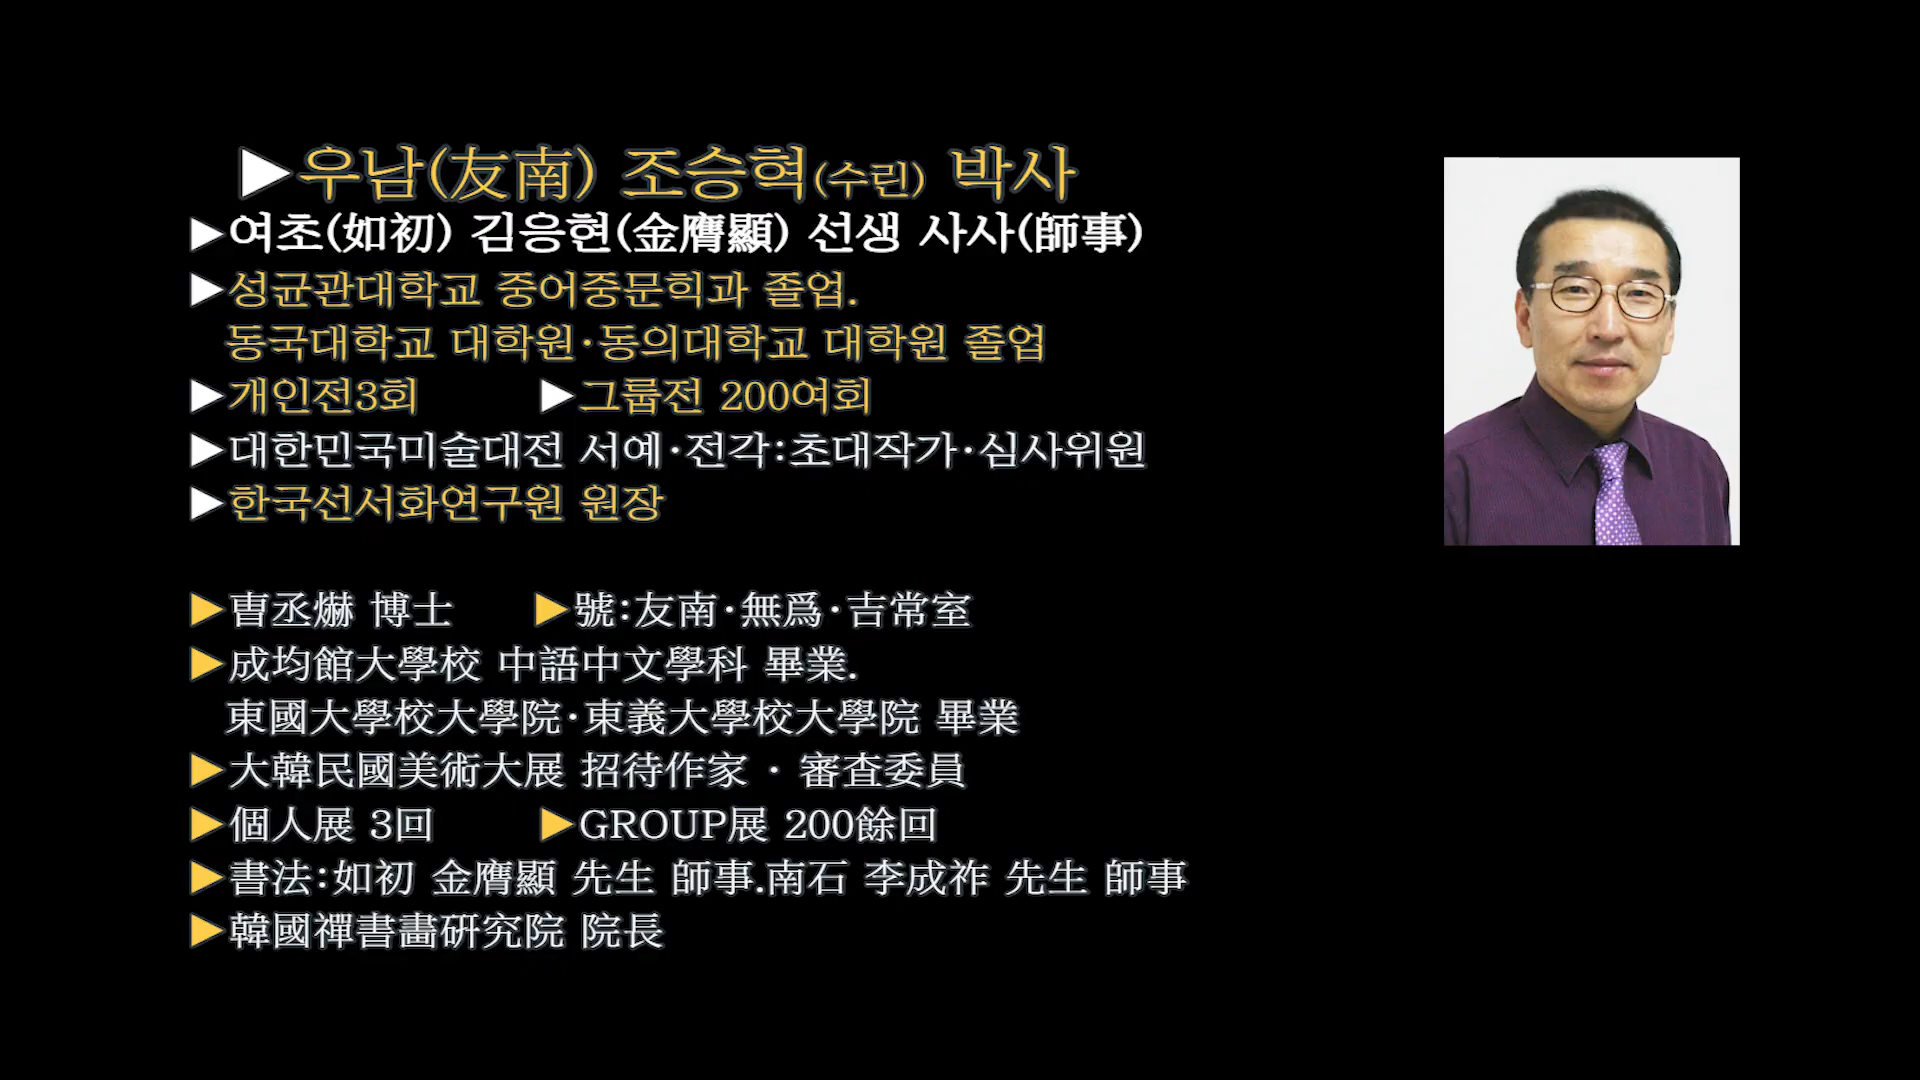 ▶우남(友南) 조승혁(수린) 박사
▶여초(如初) 김응현(金膺顯) 선생 사사(師事)
▶성균관대학교 중어중문힉과 졸업.
동국대학교 대학원·동의대학교 대학원 졸업
▶개인전3회 ▶그룹전 200여회
▶대한민국미술대전 서예·전각:초대작가·심사위원
▶한국선서화연구원 원장
▶曺丞爀 博士 ▶號:友南·無爲·吉常室
▶成均館大學校 中語中文學科 畢業.
東國大學校大學院·東義大學校大學院 畢業
▶大韓民國美術大展 招待作家 · 審査委員
▶個人展 3回 ▶GROUP展 200餘回
▶書法:如初 金膺顯 先生 師事.南石 李成祚 先生 師事
▶韓國禪書畵硏究院 院長